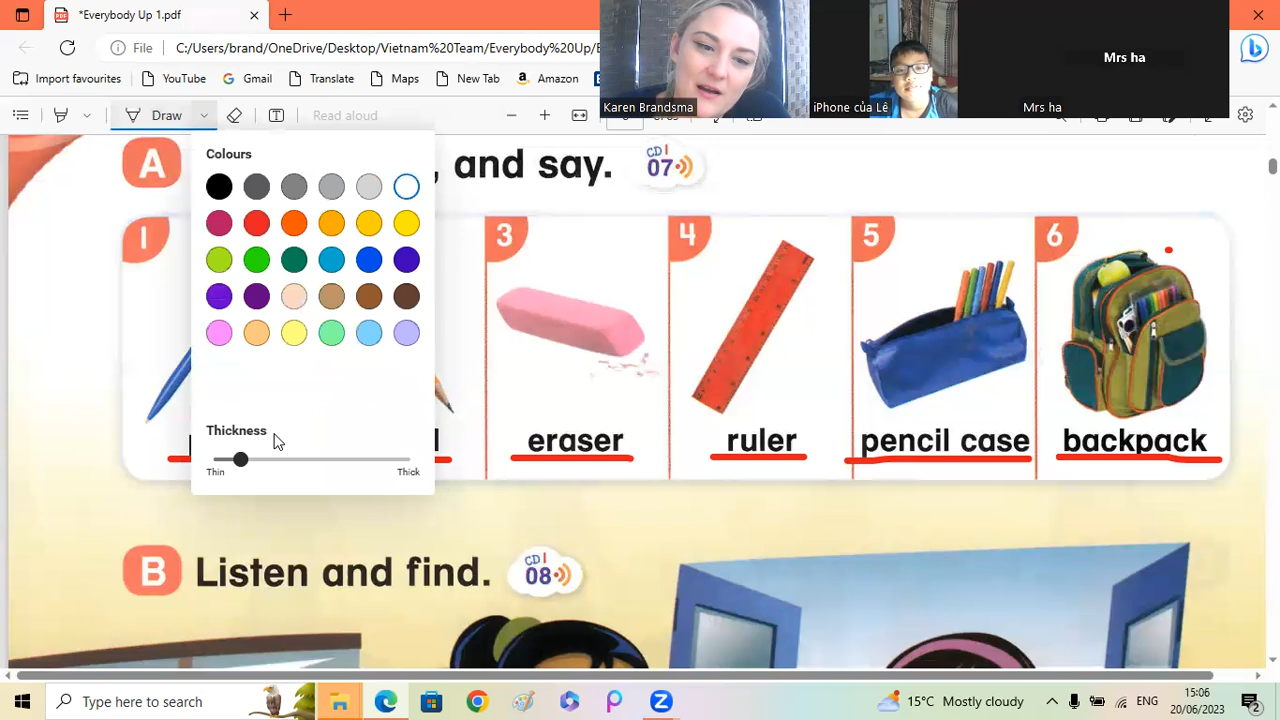 *Everybody Up 1.pdf
File
C:/Users/brand/OneDrive/Desktop/Vietnam%20Team/Everybody%20Up/E
Import favourites
YouTube
Gmail
Translate
Maps
New Tab
Amazon
Karen Brandsma
iPhone của Lê
Mrs ha
Mrs ha
Draw
Read aloud
Colours
Thickness
Thin
Thick
A
, and say.
CD 1
07
1
3
4
5
6
eraser
ruler
pencil case
backpack
B Listen and find.
CD 1
08
Type here to search
15°C Mostly cloudy
ENG
15:06
20/06/2023
2